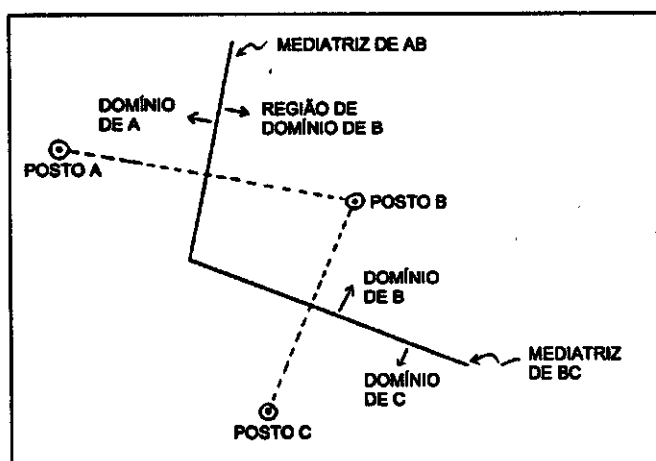 MEDIATRIZ DE AB
DOMÍNIO
DE A
REGIÃO DE
DOMÍNIO DE B
POSTO A
POSTO B
DOMÍNIO
DE B
MEDIATRIZ
DE BC
DOMÍNIO
DE C
POSTO C